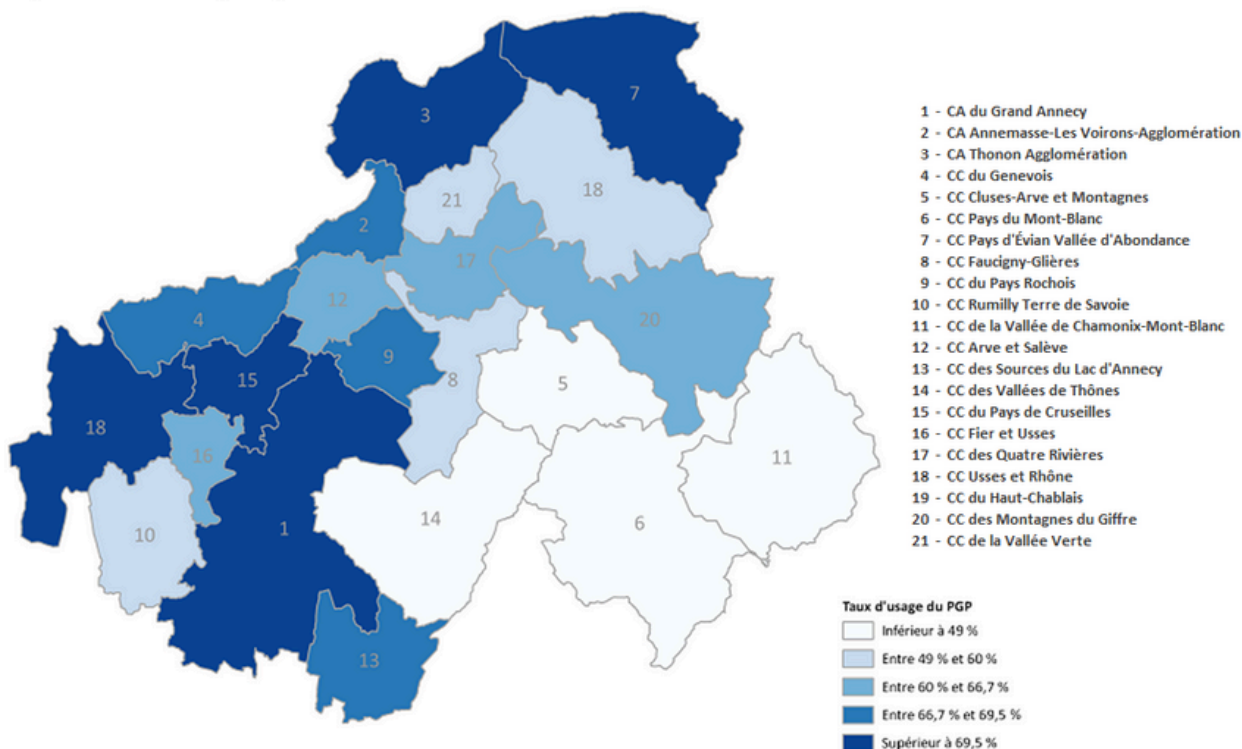 3
7
21
18
2
17
12
4
20
9
15
8
5
18
16
11
10
1
14
6
13
1 - CA du Grand Annecy
2 - CA Annemasse-Les Voirons-Agglomération
3 - CA Thonon Agglomération
4 - CC du Genevois
5 - CC Cluses-Arve et Montagnes
6 - CC Pays du Mont-Blanc
7 - CC Pays d'Évian Vallée d'Abondance
8 - CC Faucigny-Glières
9 - CC du Pays Rochois
10 - CC Rumilly Terre de Savoie
11 - CC de la Vallée de Chamonix-Mont-Blanc
12 - CC Arve et Salève
13 - CC des Sources du Lac d'Annecy
14 - CC des Vallées de Thônes
15 - CC du Pays de Cruseilles
16 - CC Fier et Usses
17 - CC des Quatre Rivières
18 - CC Usses et Rhône
19 - CC du Haut-Chablais
20 - CC des Montagnes du Giffre
21 - CC de la Vallée Verte
Taux d'usage du PGP
Inférieur à 49 %
Entre 49 % et 60 %
Entre 60 % et 66,7 %
Entre 66,7 % et 69,5 %
Supérieur à 69,5 %